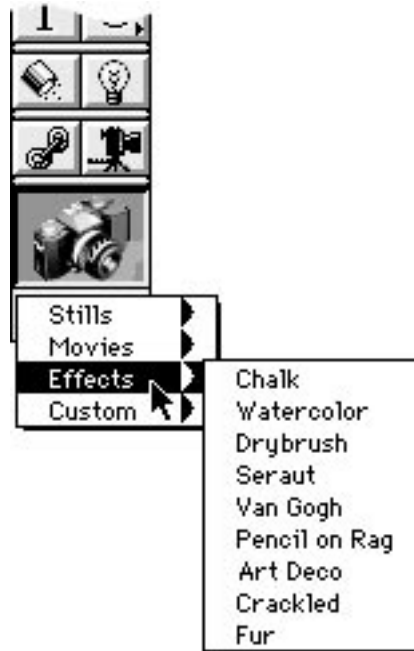 Stills
Movies
Effects
Custom
Chalk
Watercolor
Drybrush
Seraut
Van Gogh
Pencil on Rag
Art Deco
Crackled
Fur